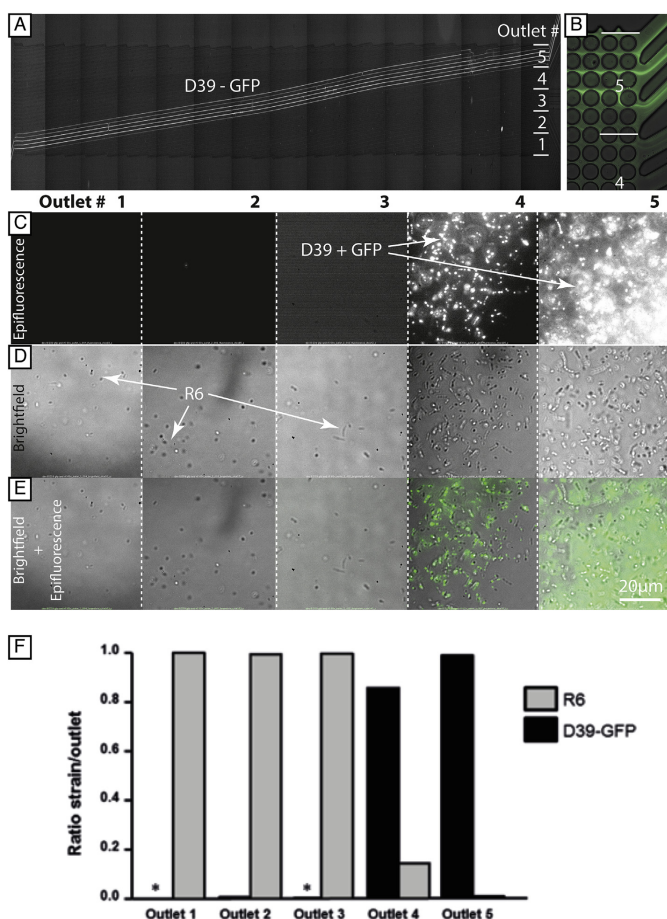 A
Outlet #
B
D39 - GFP
5
4
3
2
1
5
4
Outlet # 1 2 3 4 5
C
Epifluorescence
D39 + GFP
D
Brightfield
R6
E
Brightfield
+
Epifluorescence
20μm
F
Ratio strain/outlet
1.0
0.8
0.6
0.4
0.2
0.0
*
*
Outlet 1 Outlet 2 Outlet 3 Outlet 4 Outlet 5
R6
D39-GFP